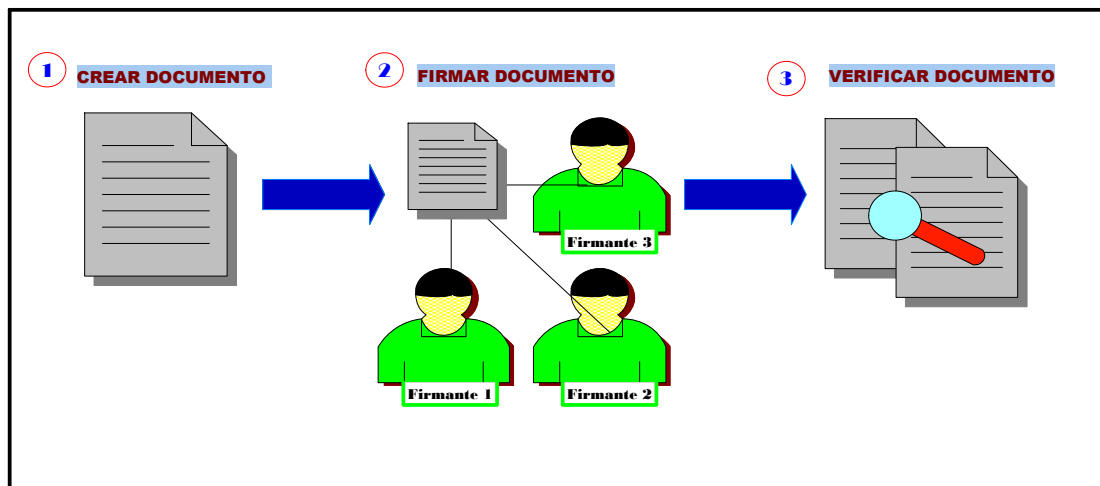 1 CREAR DOCUMENTO
2 FIRMAR DOCUMENTO
3 VERIFICAR DOCUMENTO
Firmante 3
Firmante 1
Firmante 2